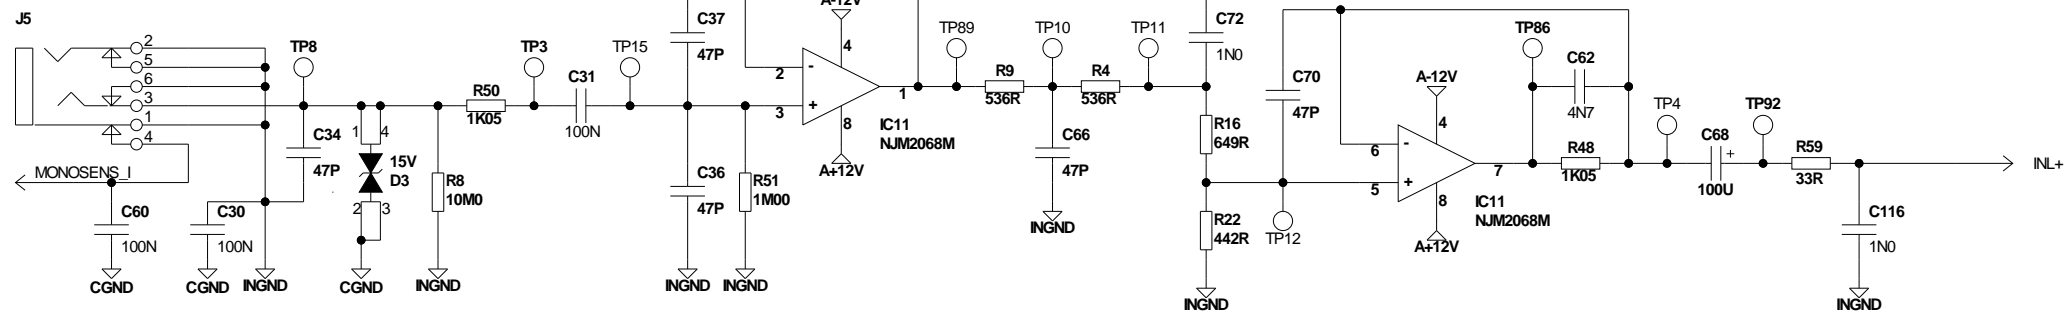 J5
2
5
6
3
1
4
MONOSENS_I
C60
100N
CGND
C30
100N
CGND
INGND
TP8
C34
47P
1 4
15V
D3
2 3
CGND
R8
10M0
INGND
R50
1K05
TP3
C31
100N
TP15
C37
47P
C36
47P
INGND
R51
1M00
INGND
A-12V
4
2 -
3 +
1
8
A+12V
IC11
NJM2068M
TP89
R9
536R
TP10
C66
47P
INGND
R4
536R
TP11
C72
1N0
R16
649R
R22
442R
INGND
C70
47P
TP12
A-12V
4
6 -
5 +
7
8
A+12V
IC11
NJM2068M
TP86
C62
4N7
R48
1K05
TP4
C68
+
100U
TP92
R59
33R
C116
1N0
INGND
INL+